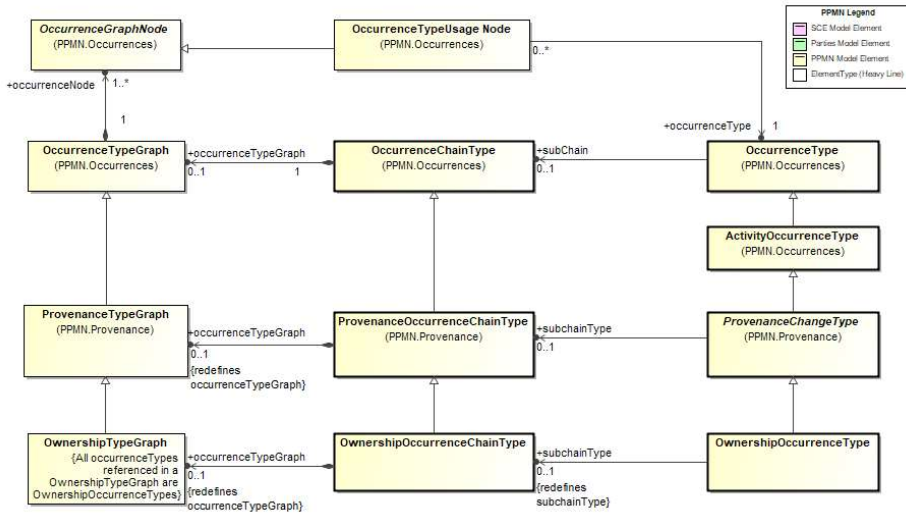 OccurrenceGraphNode
(PPMN.Occurrences)
OccurrenceTypeUsage Node
(PPMN.Occurrences)
PPMN Legend
SCE Model Element
Parties Model Element
PPMN Model Element
ElementType (Heavy Line)
0..*
+occurrenceNode
1..*
1
+occurrenceType
1
OccurrenceTypeGraph
(PPMN.Occurrences)
+occurrenceTypeGraph
0..1
1
OccurrenceChainType
(PPMN.Occurrences)
+subChain
0..1
OccurrenceType
(PPMN.Occurrences)
ActivityOccurrenceType
(PPMN.Occurrences)
ProvenanceTypeGraph
(PPMN.Provenance)
+occurrenceTypeGraph
0..1
{redefines
occurrenceTypeGraph}
ProvenanceOccurrenceChainType
(PPMN.Provenance)
+subchainType
0..1
ProvenanceChangeType
(PPMN.Provenance)
OwnershipTypeGraph
{All occurrenceTypes
referenced in a
OwnershipTypeGraph are
OwnershipOccurrenceTypes}
+occurrenceTypeGraph
0..1
{redefines
occurrenceTypeGraph}
OwnershipOccurrenceChainType
+subchainType
0..1
{redefines
subchainType}
OwnershipOccurrenceType